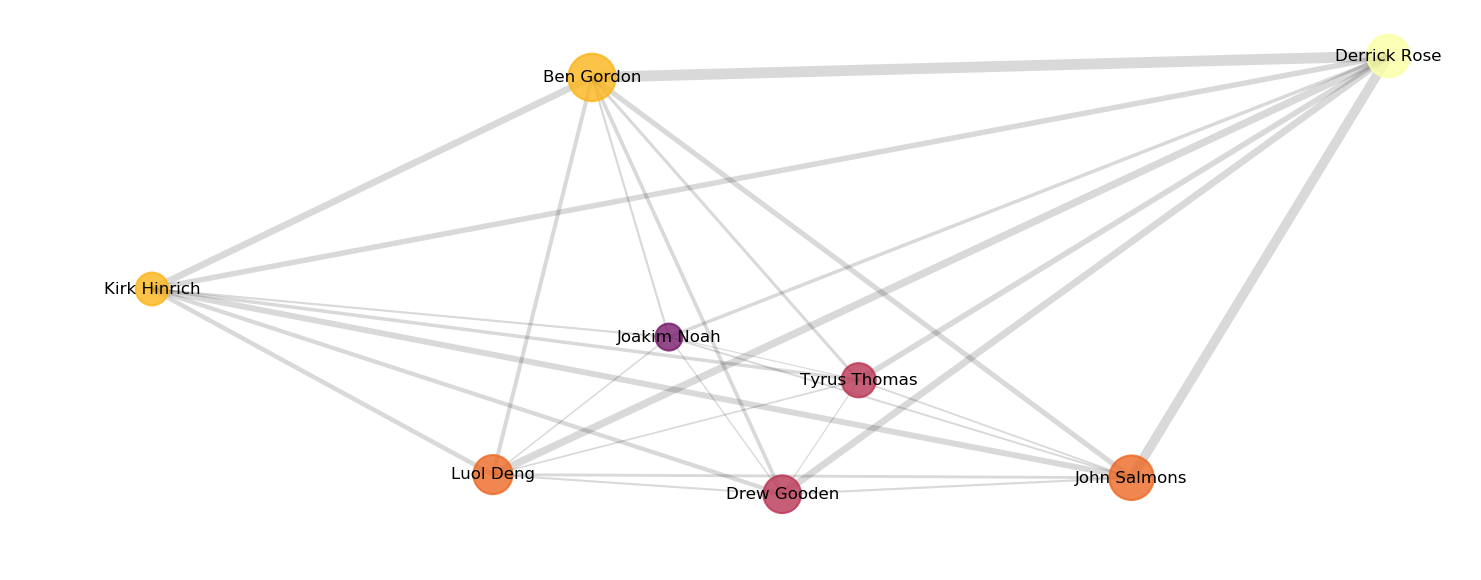 Derrick Rose
Ben Gordon
Kirk Hinrich
Joakim Noah
Tyrus Thomas
Luol Deng
John Salmons
Drew Gooden